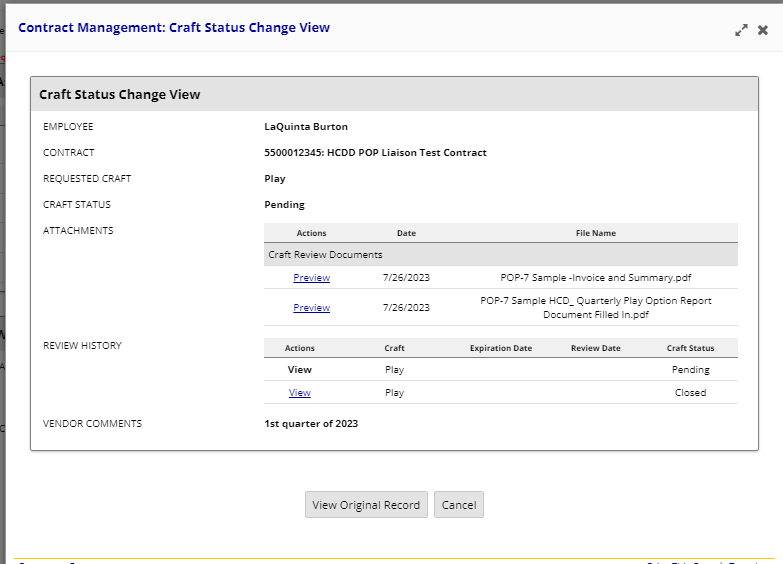 Contract Management: Craft Status Change View
Craft Status Change View
EMPLOYEE LaQuinta Burton
CONTRACT 5500012345: HCDD POP Liaison Test Contract
REQUESTED CRAFT Play
CRAFT STATUS Pending
ATTACHMENTS
Actions Date File Name
Craft Review Documents
Preview 7/26/2023 POP-7 Sample -Invoice and Summary.pdf
Preview 7/26/2023 POP-7 Sample HCD_ Quarterly Play Option Report
Document Filled In.pdf
REVIEW HISTORY
Actions Craft Expiration Date Review Date Craft Status
View Play Pending
View Play Closed
VENDOR COMMENTS 1st quarter of 2023
View Original Record Cancel